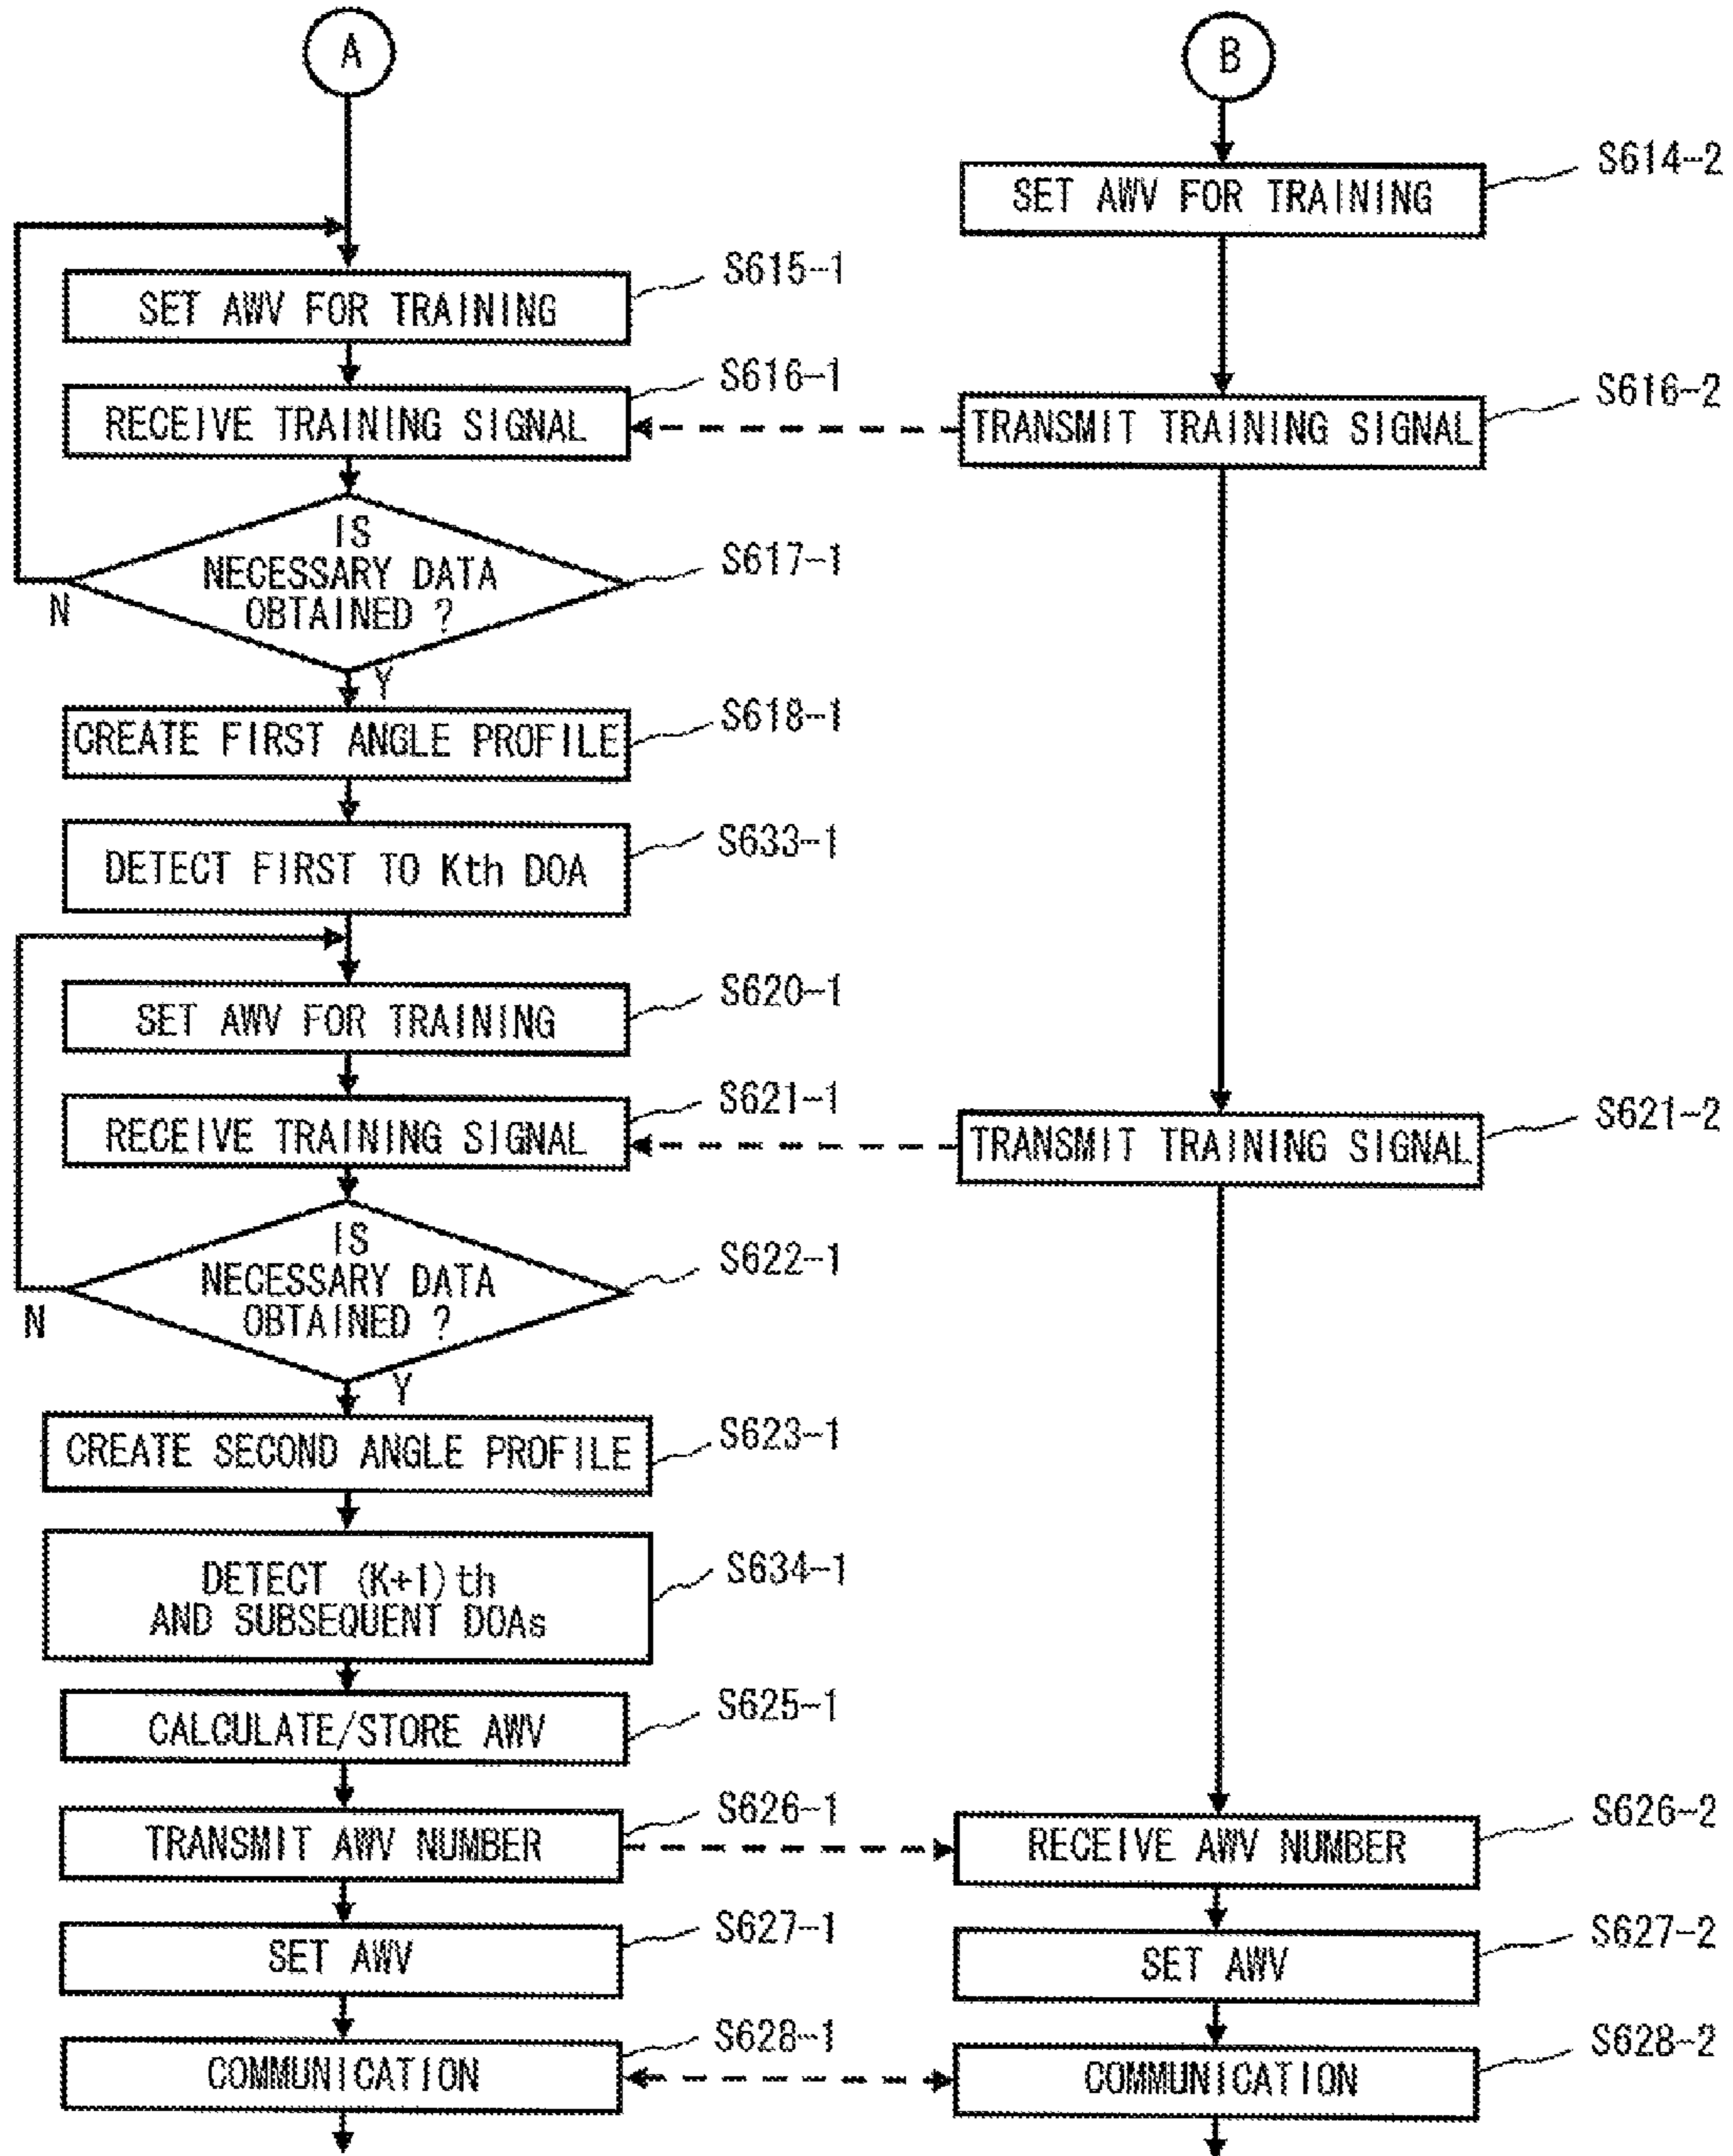 A
B
S614-2
SET AWV FOR TRAINING
S615-1
SET AWV FOR TRAINING
S616-1
RECEIVE TRAINING SIGNAL
S616-2
TRANSMIT TRAINING SIGNAL
IS
NECESSARY DATA
OBTAINED ?
S617-1
N
Y
S618-1
CREATE FIRST ANGLE PROFILE
S633-1
DETECT FIRST TO Kth DOA
S620-1
SET AWV FOR TRAINING
S621-1
RECEIVE TRAINING SIGNAL
S621-2
TRANSMIT TRAINING SIGNAL
IS
NECESSARY DATA
OBTAINED ?
S622-1
N
Y
S623-1
CREATE SECOND ANGLE PROFILE
S634-1
DETECT (K+1)th
AND SUBSEQUENT DOAs
S625-1
CALCULATE/STORE AWV
S626-1
TRANSMIT AWV NUMBER
S626-2
RECEIVE AWV NUMBER
S627-1
SET AWV
S627-2
SET AWV
S628-1
COMMUNICATION
S628-2
COMMUNICATION